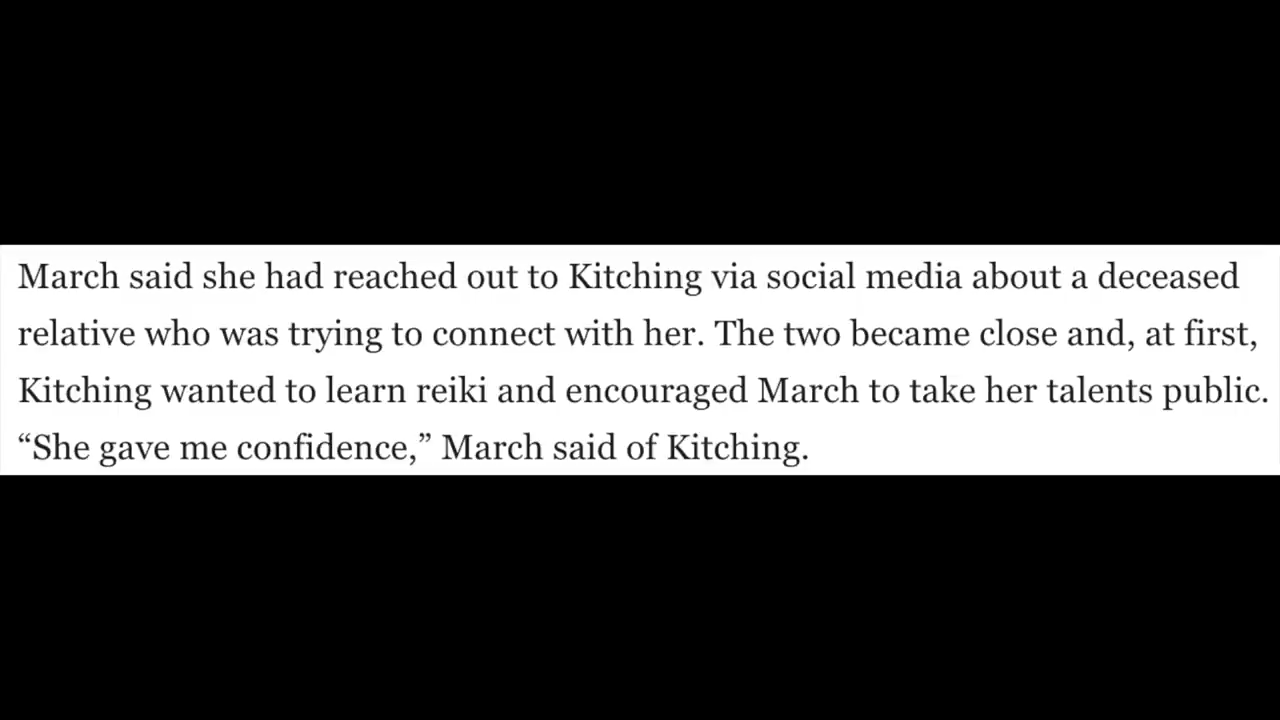 March said she had reached out to Kitching via social media about a deceased
relative who was trying to connect with her. The two became close and, at first,
Kitching wanted to learn reiki and encouraged March to take her talents public.
“She gave me confidence,” March said of Kitching.